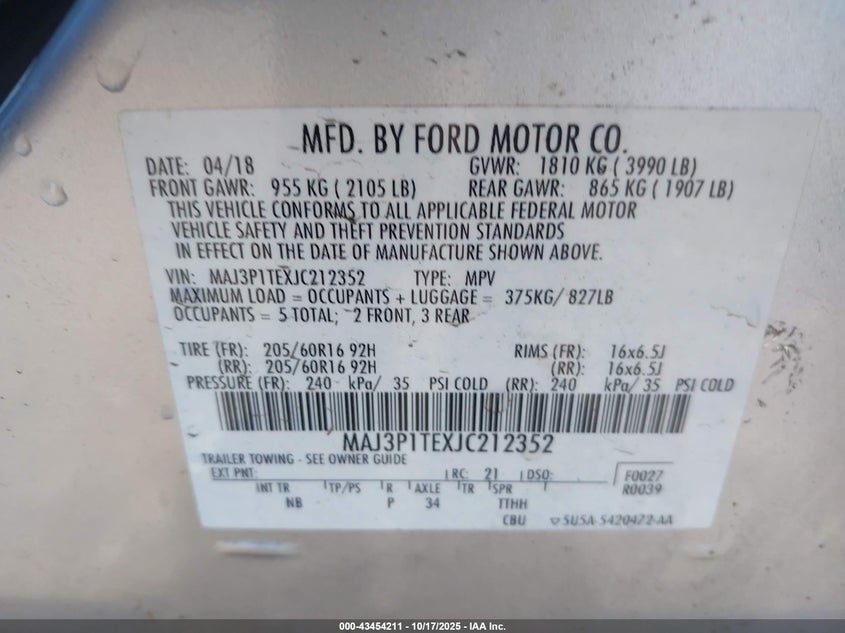 MFD. BY FORD MOTOR CO.
DATE: 04/18 GVWR: 1810 KG ( 3990 LB)
FRONT GAWR: 955 KG ( 2105 LB) REAR GAWR: 865 KG ( 1907 LB)
THIS VEHICLE CONFORMS TO ALL APPLICABLE FEDERAL MOTOR
VEHICLE SAFETY AND THEFT PREVENTION STANDARDS
IN EFFECT ON THE DATE OF MANUFACTURE SHOWN ABOVE.
VIN: MAJ3P1TEXJC212352 TYPE: MPV
MAXIMUM LOAD = OCCUPANTS + LUGGAGE = 375KG/ 827LB
OCCUPANTS = 5 TOTAL; 2 FRONT, 3 REAR
TIRE (FR): 205/60R16 92H RIMS (FR): 16x6.5J
(RR): 205/60R16 92H (RR): 16x6.5J
PRESSURE (FR): 240 kPa/ 35 PSI COLD (RR): 240 kPa/ 35 PSI COLD
MAJ3P1TEXJC212352
TRAILER TOWING - SEE OWNER GUIDE
EXT PNT: RC: 21 DSO: F0027
INT TR TP/PS R AXLE TR SPR R0039
NB P 34 TTHH
CBU SU5A-5420472-AA
000-43454211 - 10/17/2025 - IAA Inc.